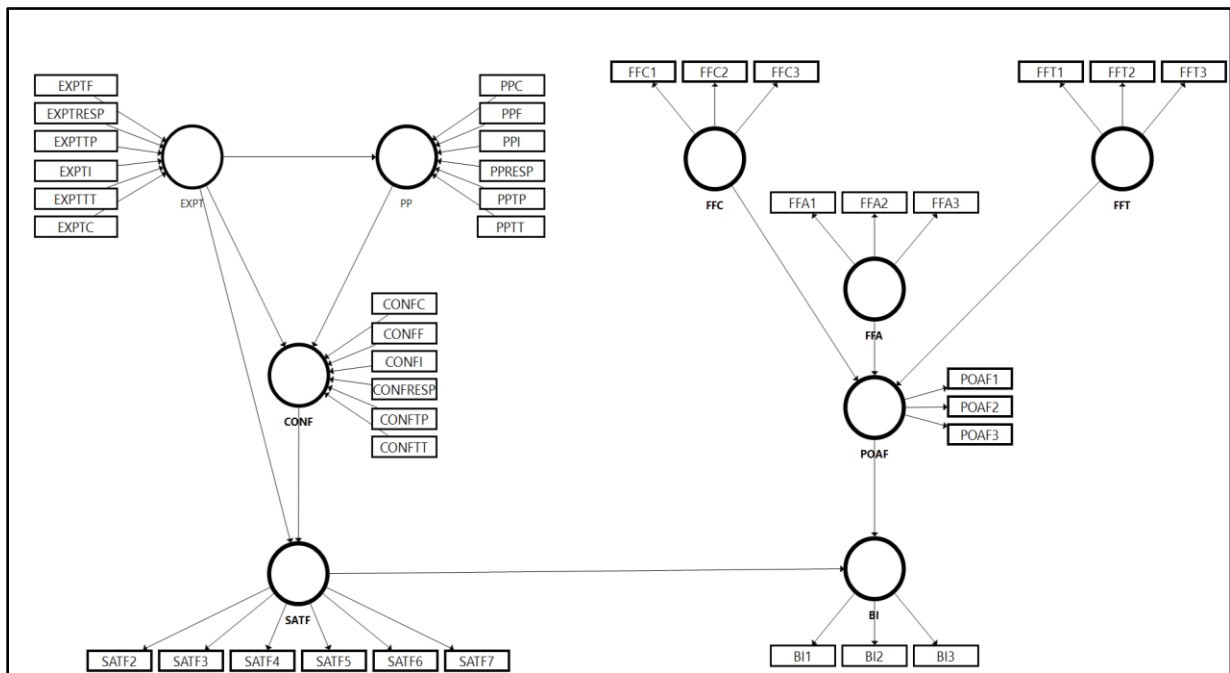 EXPTF
EXPTRESP
EXPTTP
EXPTI
EXPTTT
EXPTC
EXPT
PPC
PPF
PPI
PPRESP
PPTP
PPTT
PP
CONFC
CONFF
CONFI
CONFRESP
CONFTP
CONFTT
CONF
SATF
SATF2 SATF3 SATF4 SATF5 SATF6 SATF7
FFC1 FFC2 FFC3
FFC
FFA1 FFA2 FFA3
FFA
FFT1 FFT2 FFT3
FFT
POAF1
POAF2
POAF3
POAF
BI
BI1 BI2 BI3